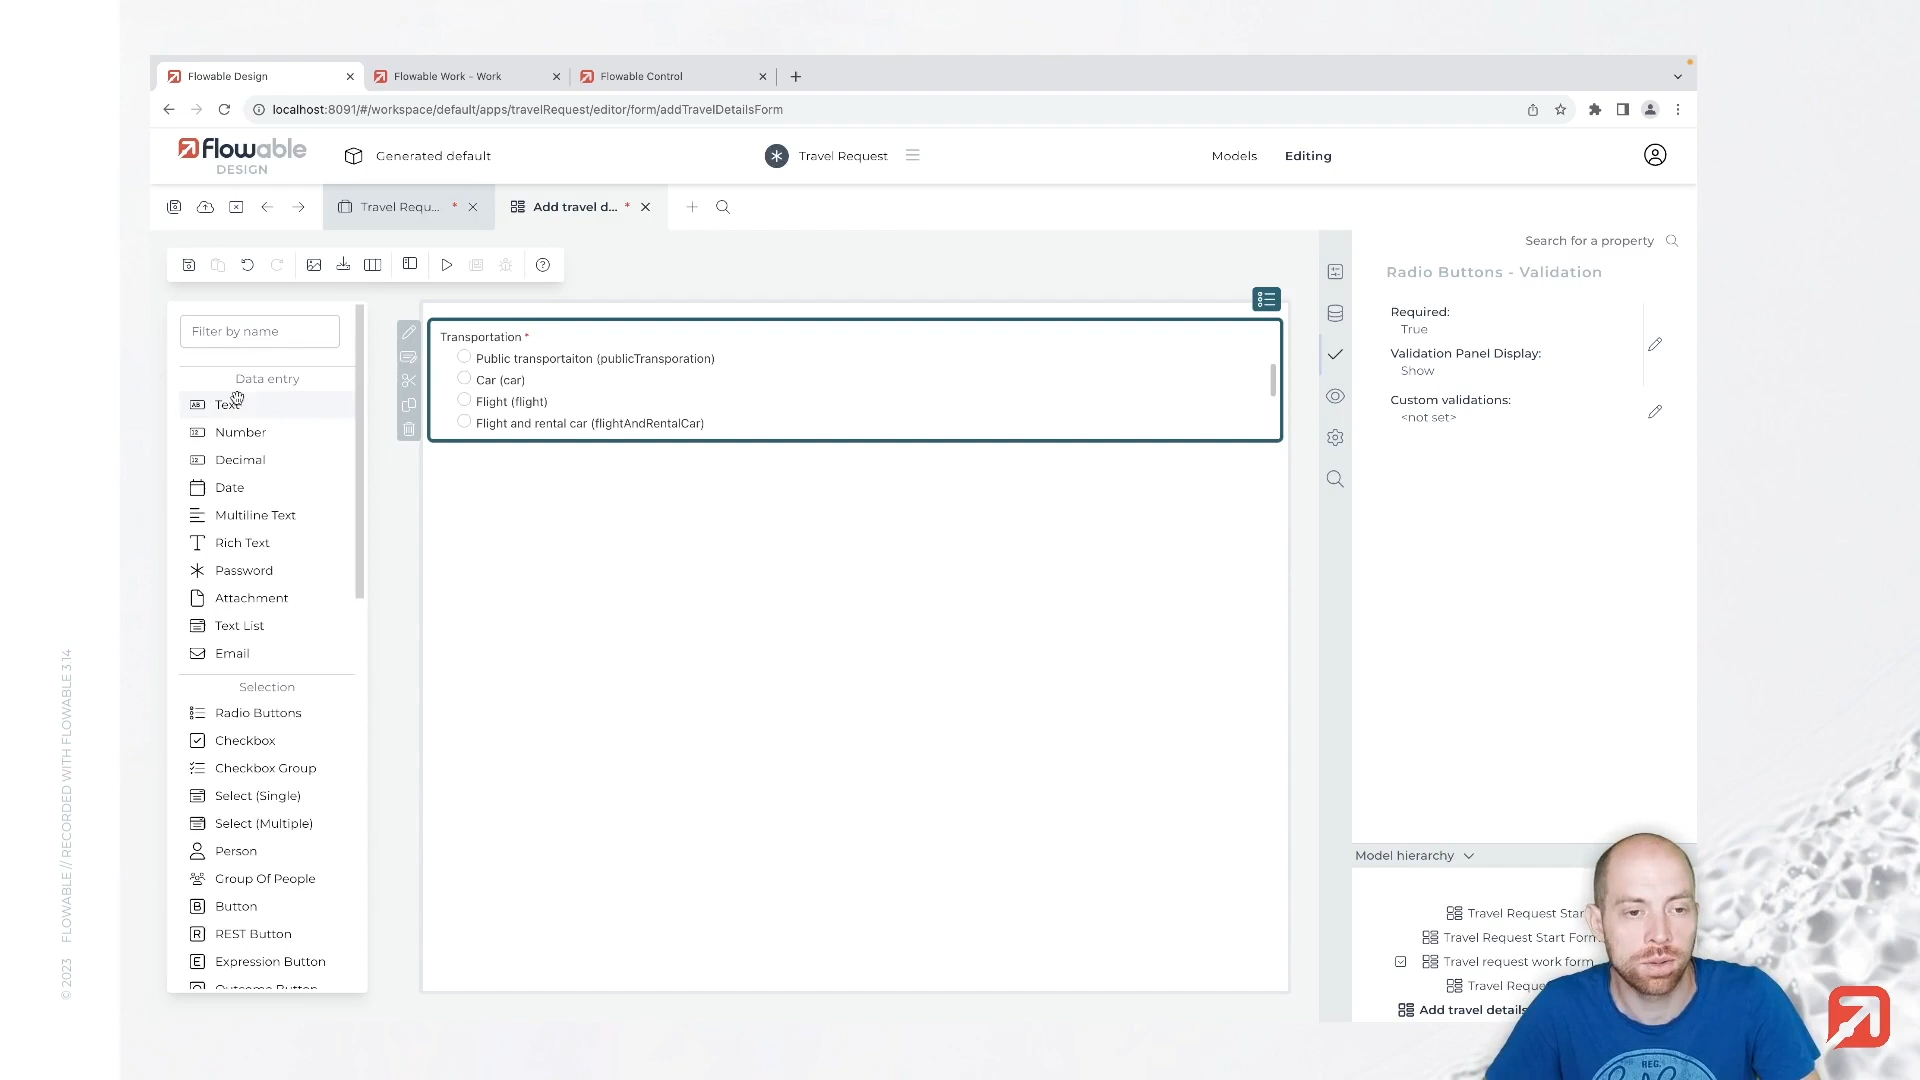 Flowable Design
Flowable Work - Work
Flowable Control
localhost:8091/#/workspace/default/apps/travelRequest/editor/form/addTravelDetailsForm
flowable
DESIGN
Generated default
Travel Request
Models
Editing
Travel Requ... *
Add travel d... *
Search for a property
Radio Buttons - Validation
Required:
True
Validation Panel Display:
Show
Custom validations:
<not set>
Filter by name
Data entry
Text
Number
Decimal
Date
Multiline Text
Rich Text
Password
Attachment
Text List
Email
Selection
Radio Buttons
Checkbox
Checkbox Group
Select (Single)
Select (Multiple)
Person
Group Of People
Button
REST Button
Expression Button
Outcome Button
Transportation *
Public transportaiton (publicTransporation)
Car (car)
Flight (flight)
Flight and rental car (flightAndRentalCar)
Model hierarchy
Travel Request Star
Travel Request Start Form
Travel request work form
Travel Reque
Add travel details
© 2023 FLOWABLE // RECORDED WITH FLOWABLE 3.14
REG.